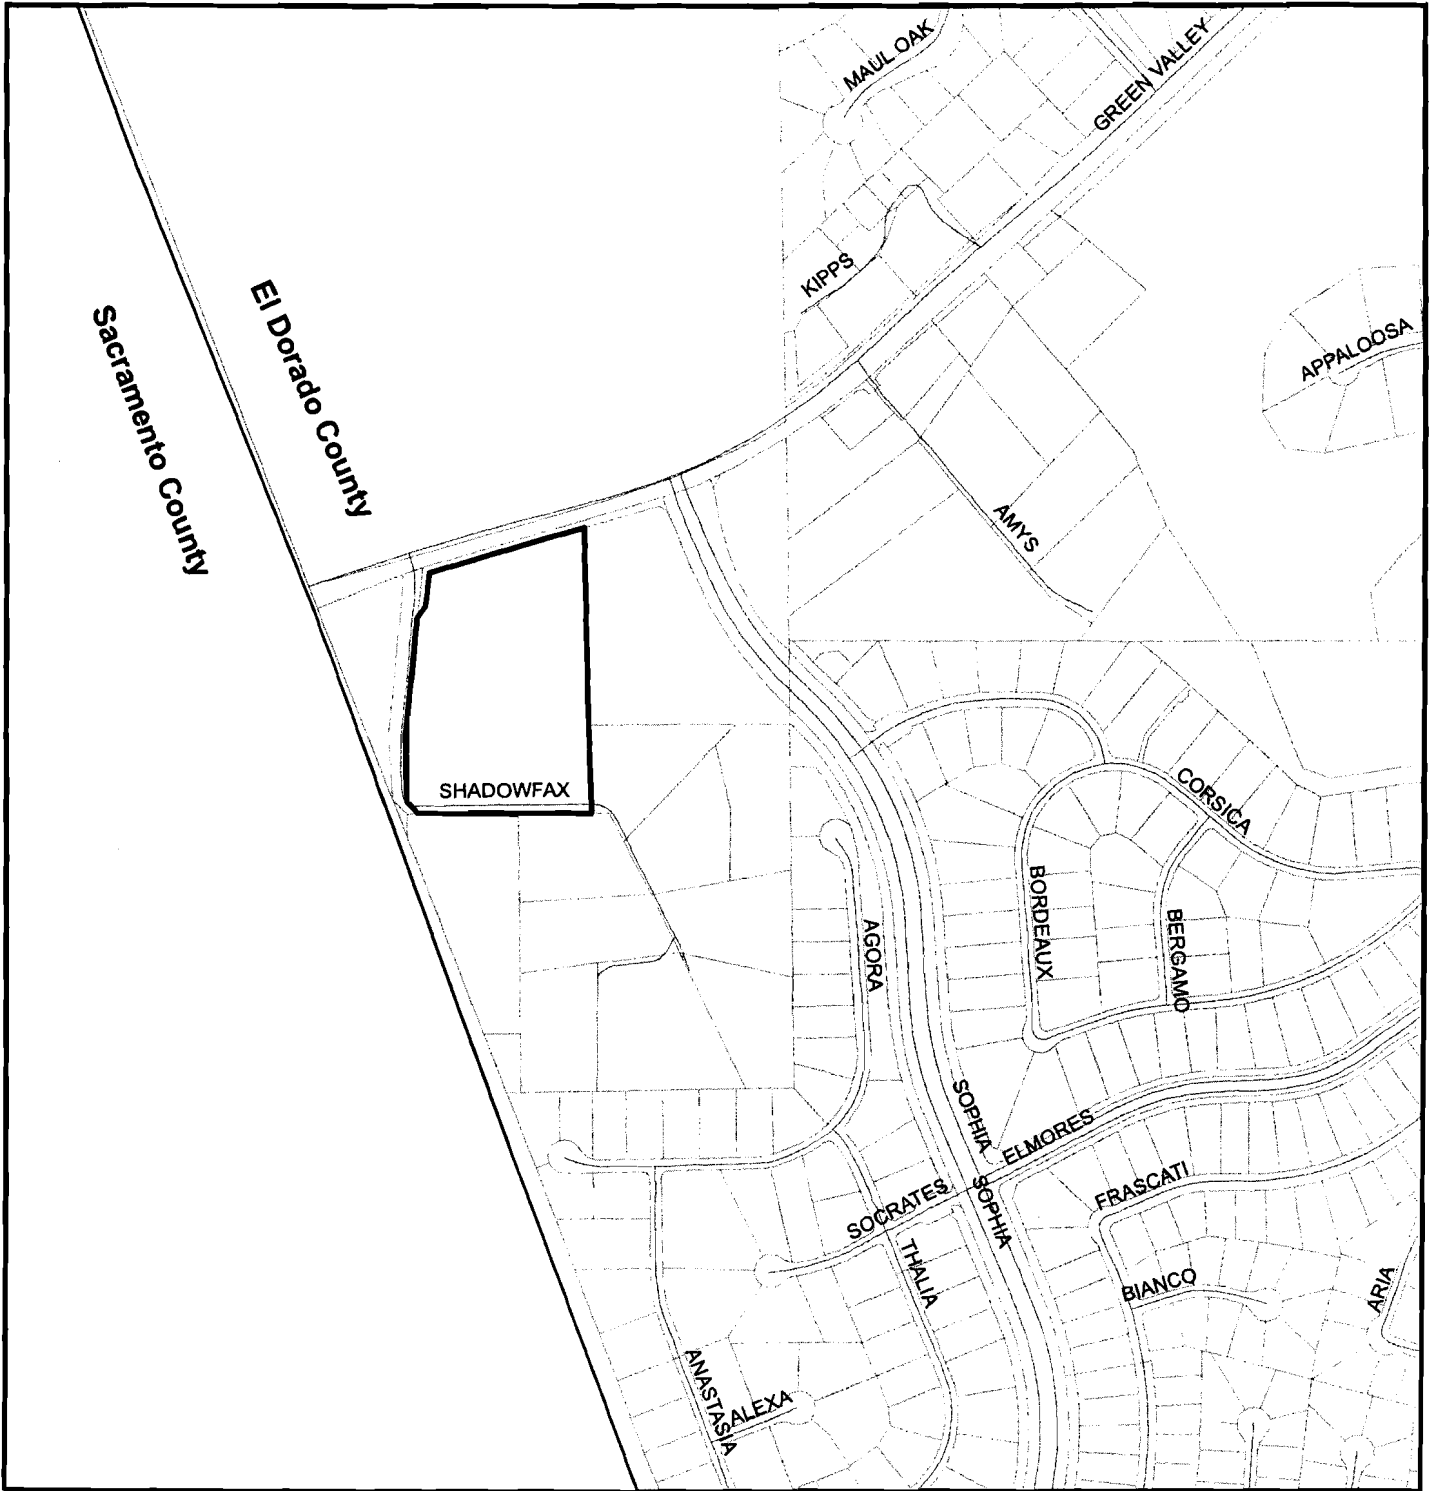 MAUL OAK
GREEN VALLEY
KIPPS
El Dorado County
Sacramento County
APPALOOSA
AMYS
SHADOWFAX
CORSICA
BORDEAUX
BERGAMO
AGORA
SOPHIA
ELMORES
SOPHIA
FRASCATI
SOCRATES
THALIA
BIANCO
ARIA
ANASTASIA
ALEXA